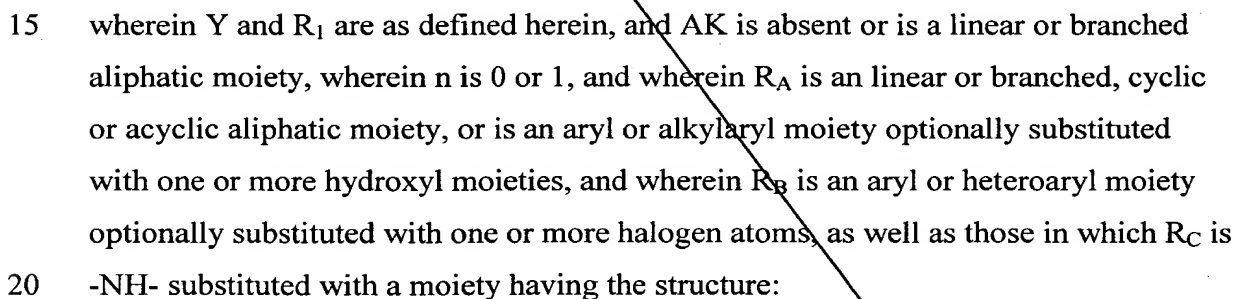 15 wherein Y and R1 are as defined herein, and AK is absent or is a linear or branched
aliphatic moiety, wherein n is 0 or 1, and wherein RA is an linear or branched, cyclic
or acyclic aliphatic moiety, or is an aryl or alkylaryl moiety optionally substituted
with one or more hydroxyl moieties, and wherein RB is an aryl or heteroaryl moiety
optionally substituted with one or more halogen atoms, as well as those in which RC is
20 -NH- substituted with a moiety having the structure: